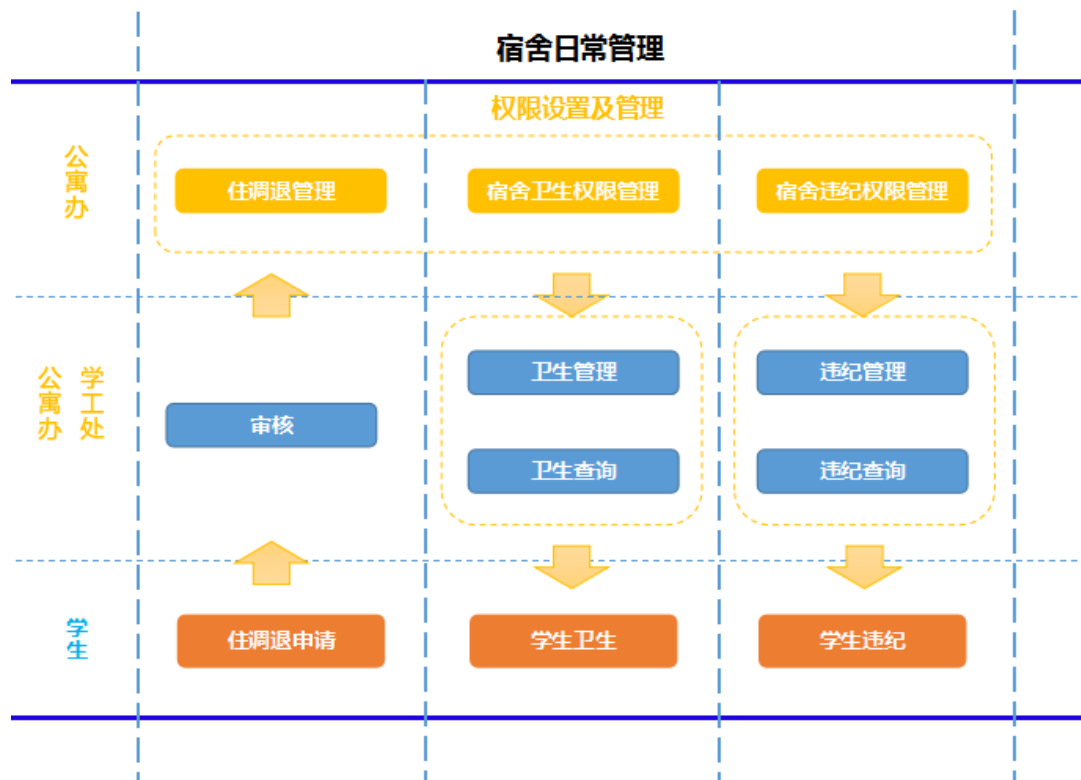 宿舍日常管理
权限设置及管理
公寓办
住调退管理
宿舍卫生权限管理
宿舍违纪权限管理
公寓办
学工处
审核
卫生管理
违纪管理
卫生查询
违纪查询
学生
住调退申请
学生卫生
学生违纪